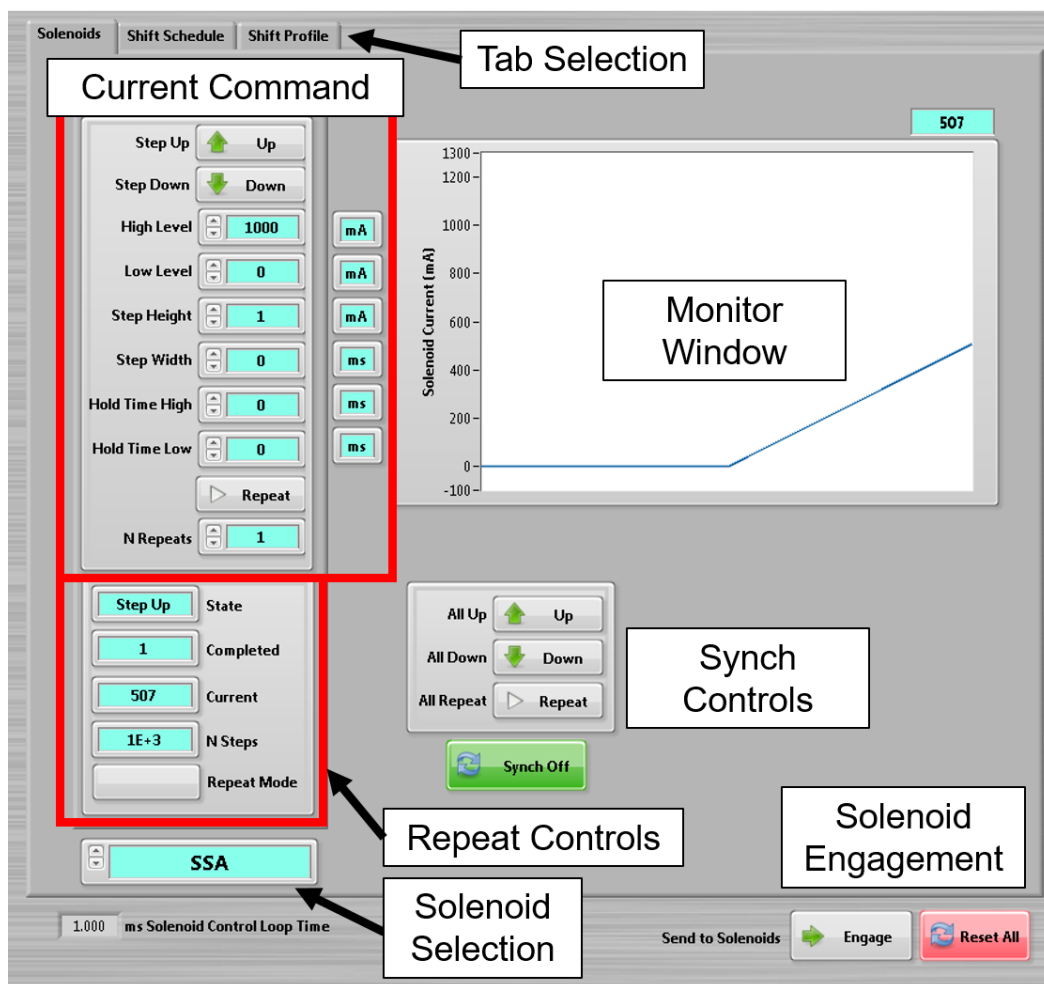 Solenoids Shift Schedule Shift Profile
Tab Selection
Current Command
507
Step Up Up
Step Down Down
High Level 1000 mA
Low Level 0 mA
Step Height 1 mA
Step Width 0 ms
Hold Time High 0 ms
Hold Time Low 0 ms
Repeat
N Repeats 1
Solenoid Current (mA)
1300
1200
1000
800
600
400
200
0
-100
Monitor
Window
Step Up State
1 Completed
507 Current
1E+3 N Steps
Repeat Mode
All Up Up
All Down Down
All Repeat Repeat
Synch Off
Synch
Controls
Repeat Controls
SSA
Solenoid
Selection
Solenoid
Engagement
1.000 ms Solenoid Control Loop Time
Send to Solenoids Engage Reset All